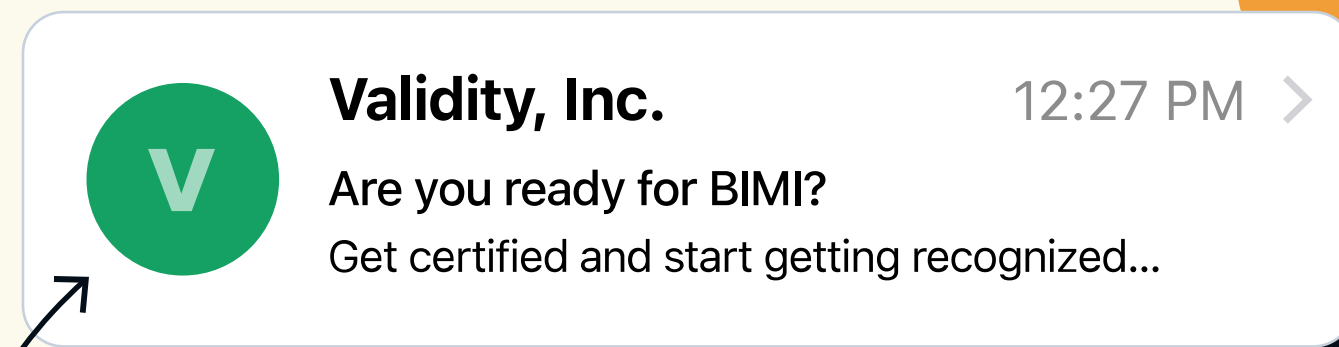 Validity, Inc. 12:27 PM
V
Are you ready for BIMI?
Get certified and start getting recognized...